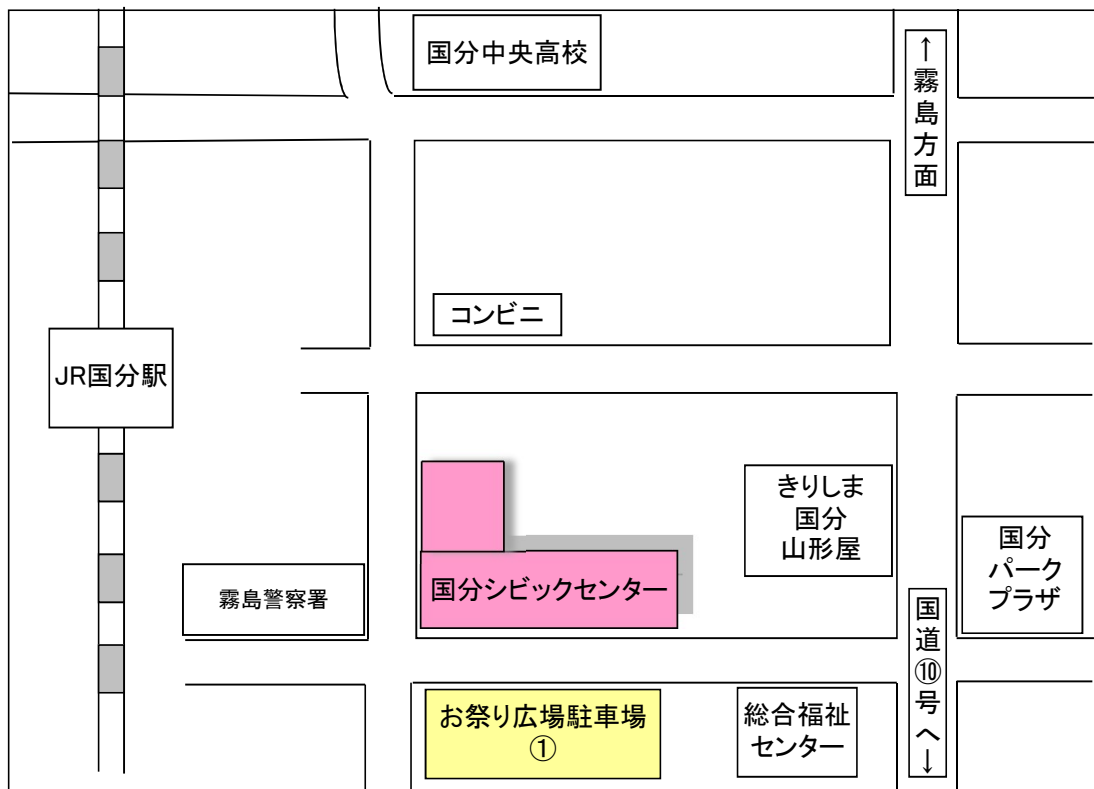 国分中央高校
↑霧島方面
コンビニ
JR国分駅
きりしま
国分
山形屋
国分
パーク
プラザ
霧島警察署
国分シビックセンター
国道⑩号へ↓
お祭り広場駐車場
①
総合福祉
センター